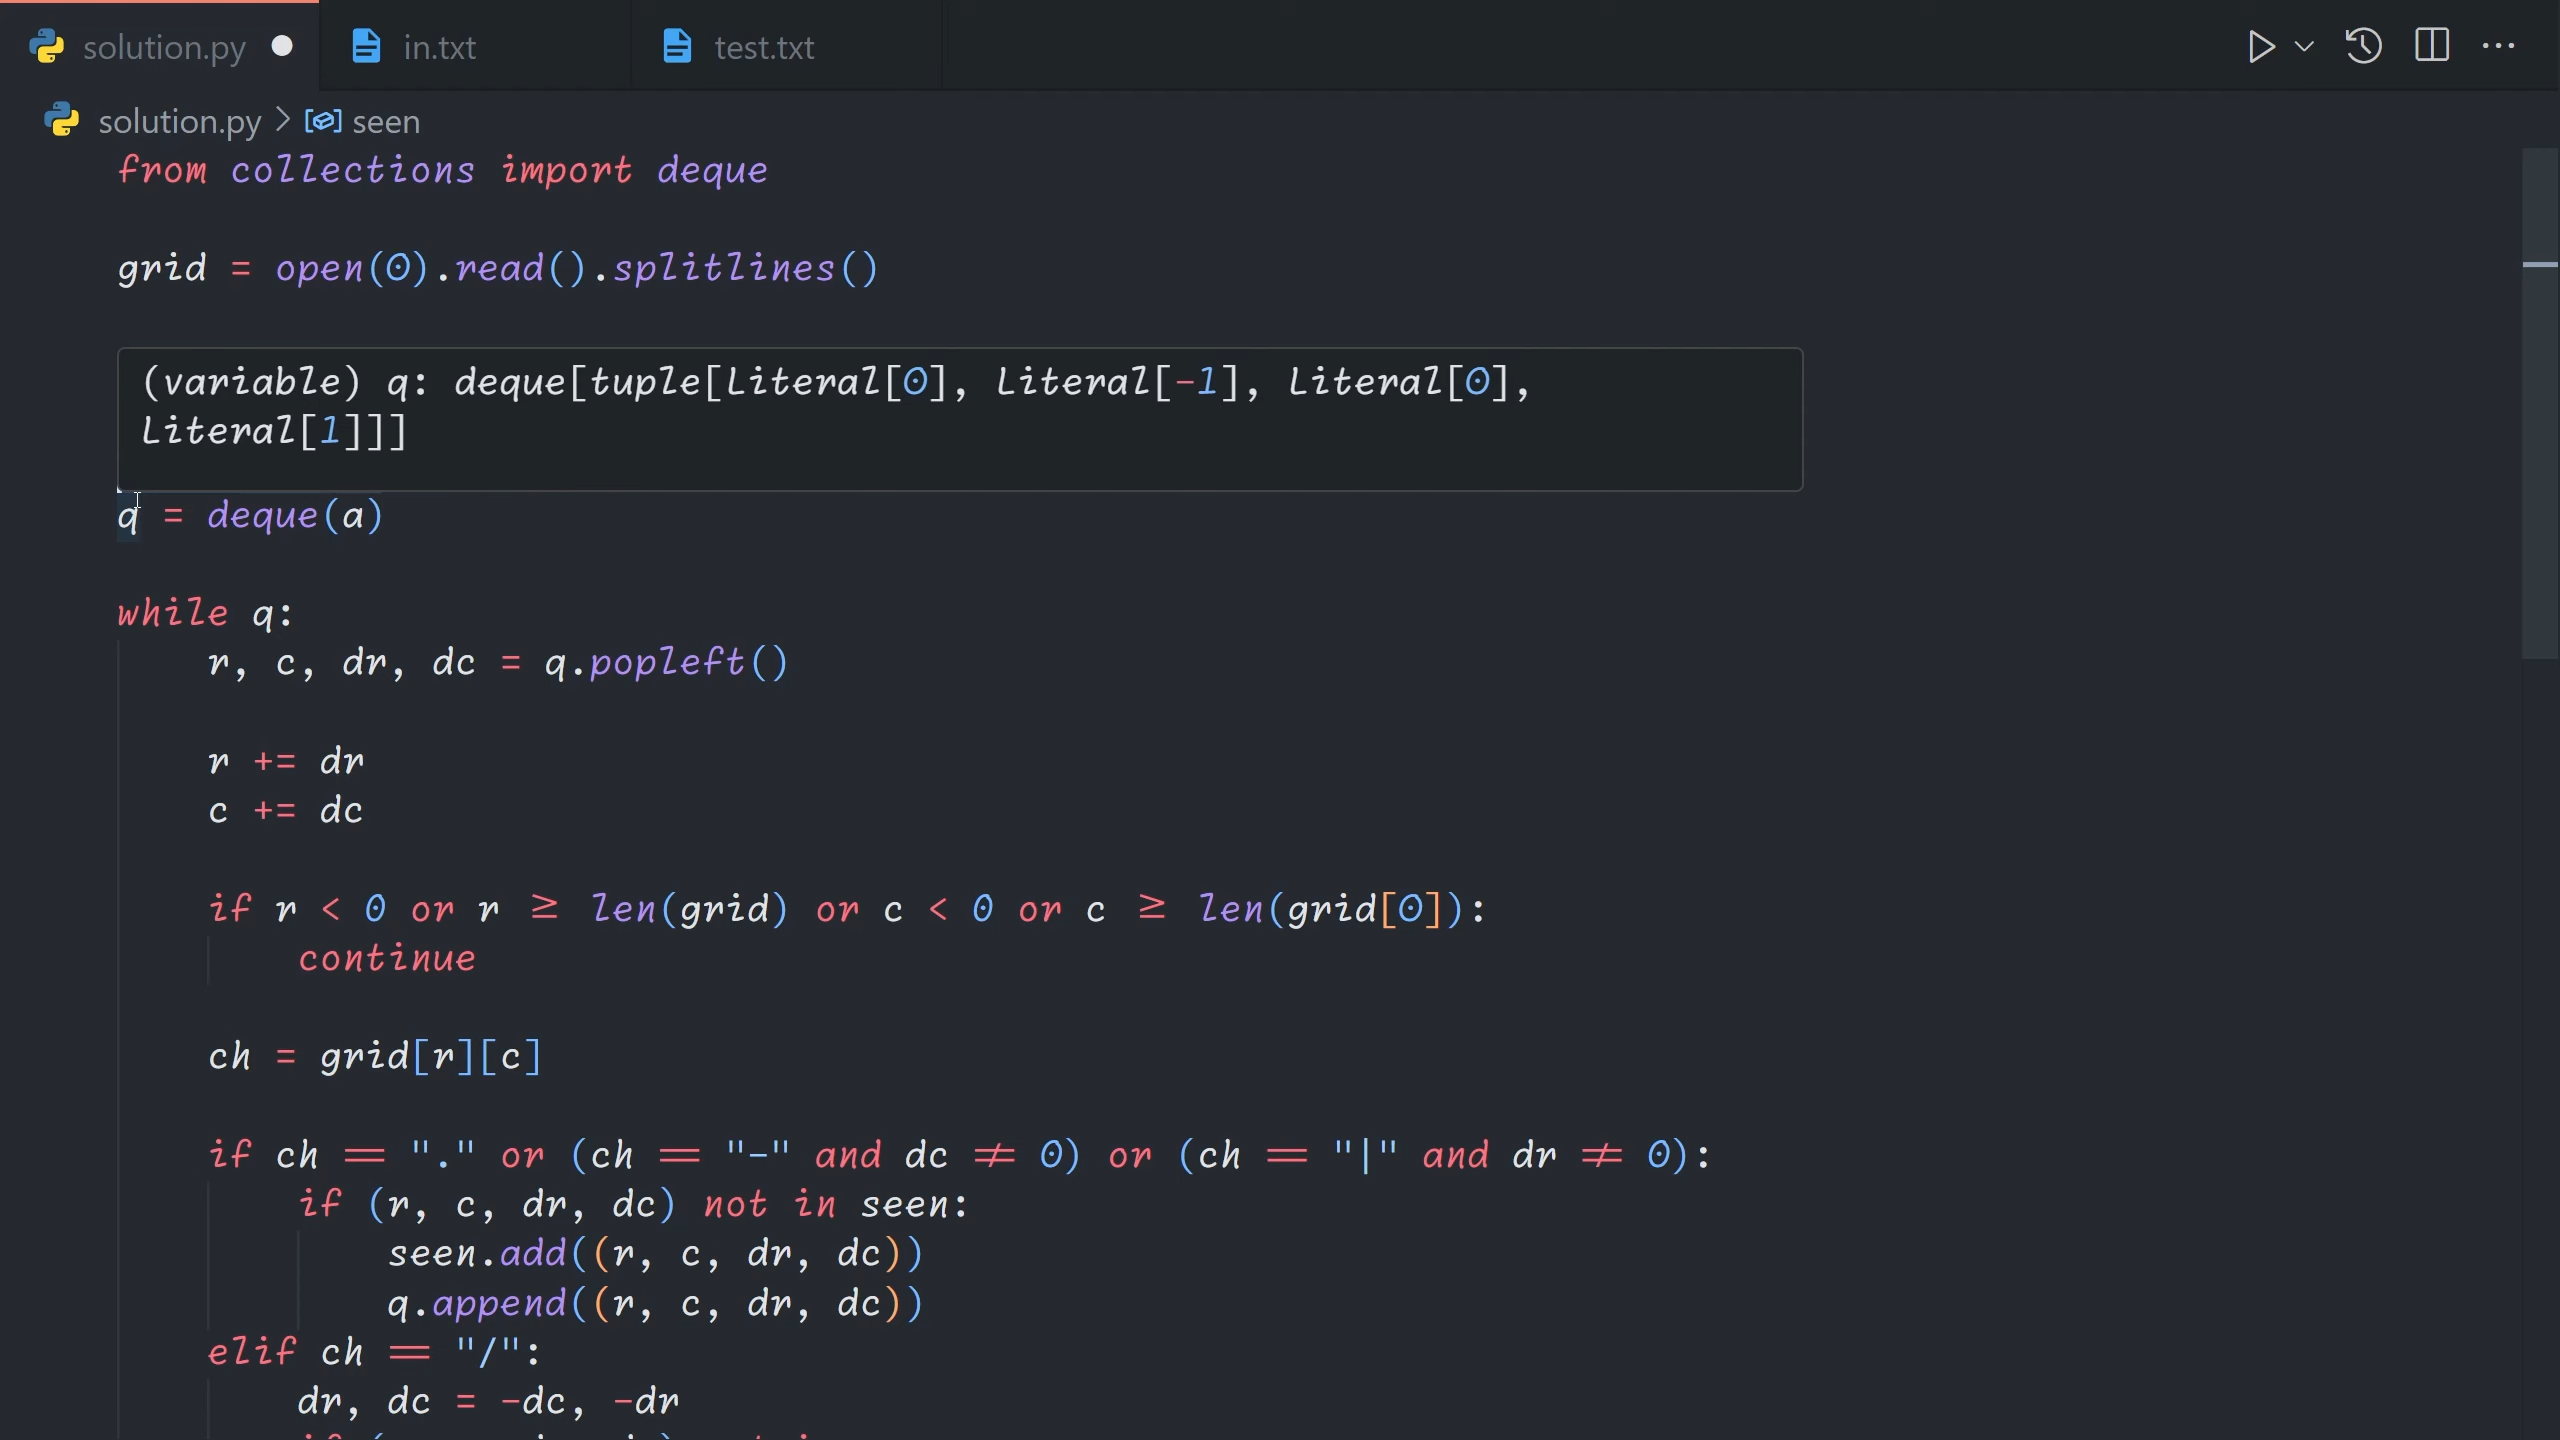 solution.py in.txt test.txt
solution.py > seen
from collections import deque
grid = open(0).read().splitlines()
(variable) q: deque[tuple[Literal[0], Literal[-1], Literal[0],
Literal[1]]]
q = deque(a)
while q:
r, c, dr, dc = q.popleft()
r += dr
c += dc
if r < 0 or r ≥ len(grid) or c < 0 or c ≥ len(grid[0]):
continue
ch = grid[r][c]
if ch == "." or (ch == "-" and dc ≠ 0) or (ch == "|" and dr ≠ 0):
if (r, c, dr, dc) not in seen:
seen.add((r, c, dr, dc))
q.append((r, c, dr, dc))
elif ch == "/":
dr, dc = -dc, -dr